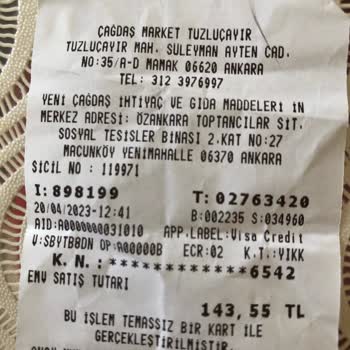 ÇAĞDAŞ MARKET TUZLUÇAYIR
TUZLUÇAYIR MAH. SULEYMAN AYTEN CAD.
NO:35/A-D MAMAK 06620 ANKARA
TEL: 312 3976997
YENİ ÇAĞDAŞ İHTİYAÇ VE GIDA MADDELERİ İN
MERKEZ ADRESİ: ÖZANKARA TOPTANCILAR SİT.
SOSYAL TESİSLER BİNASI 2.KAT NO:27
MACUNKÖY YENİMAHALLE 06370 ANKARA
SİCİL NO : 119971
I: 898199 T: 02763420
20/04/2023-12:41 B:002235 S:034960
AID:A0000000031010 APP.LABEL:Visa Credit
V:SBYTB8DN OP:A00000B ECR:02 K.T.:YIKK
K. N.: ************6542
EMV SATIŞ TUTARI
143,55 TL
BU İŞLEM TEMASSIZ BİR KART İLE
GERÇEKLEŞTİRİLMİŞTİR.